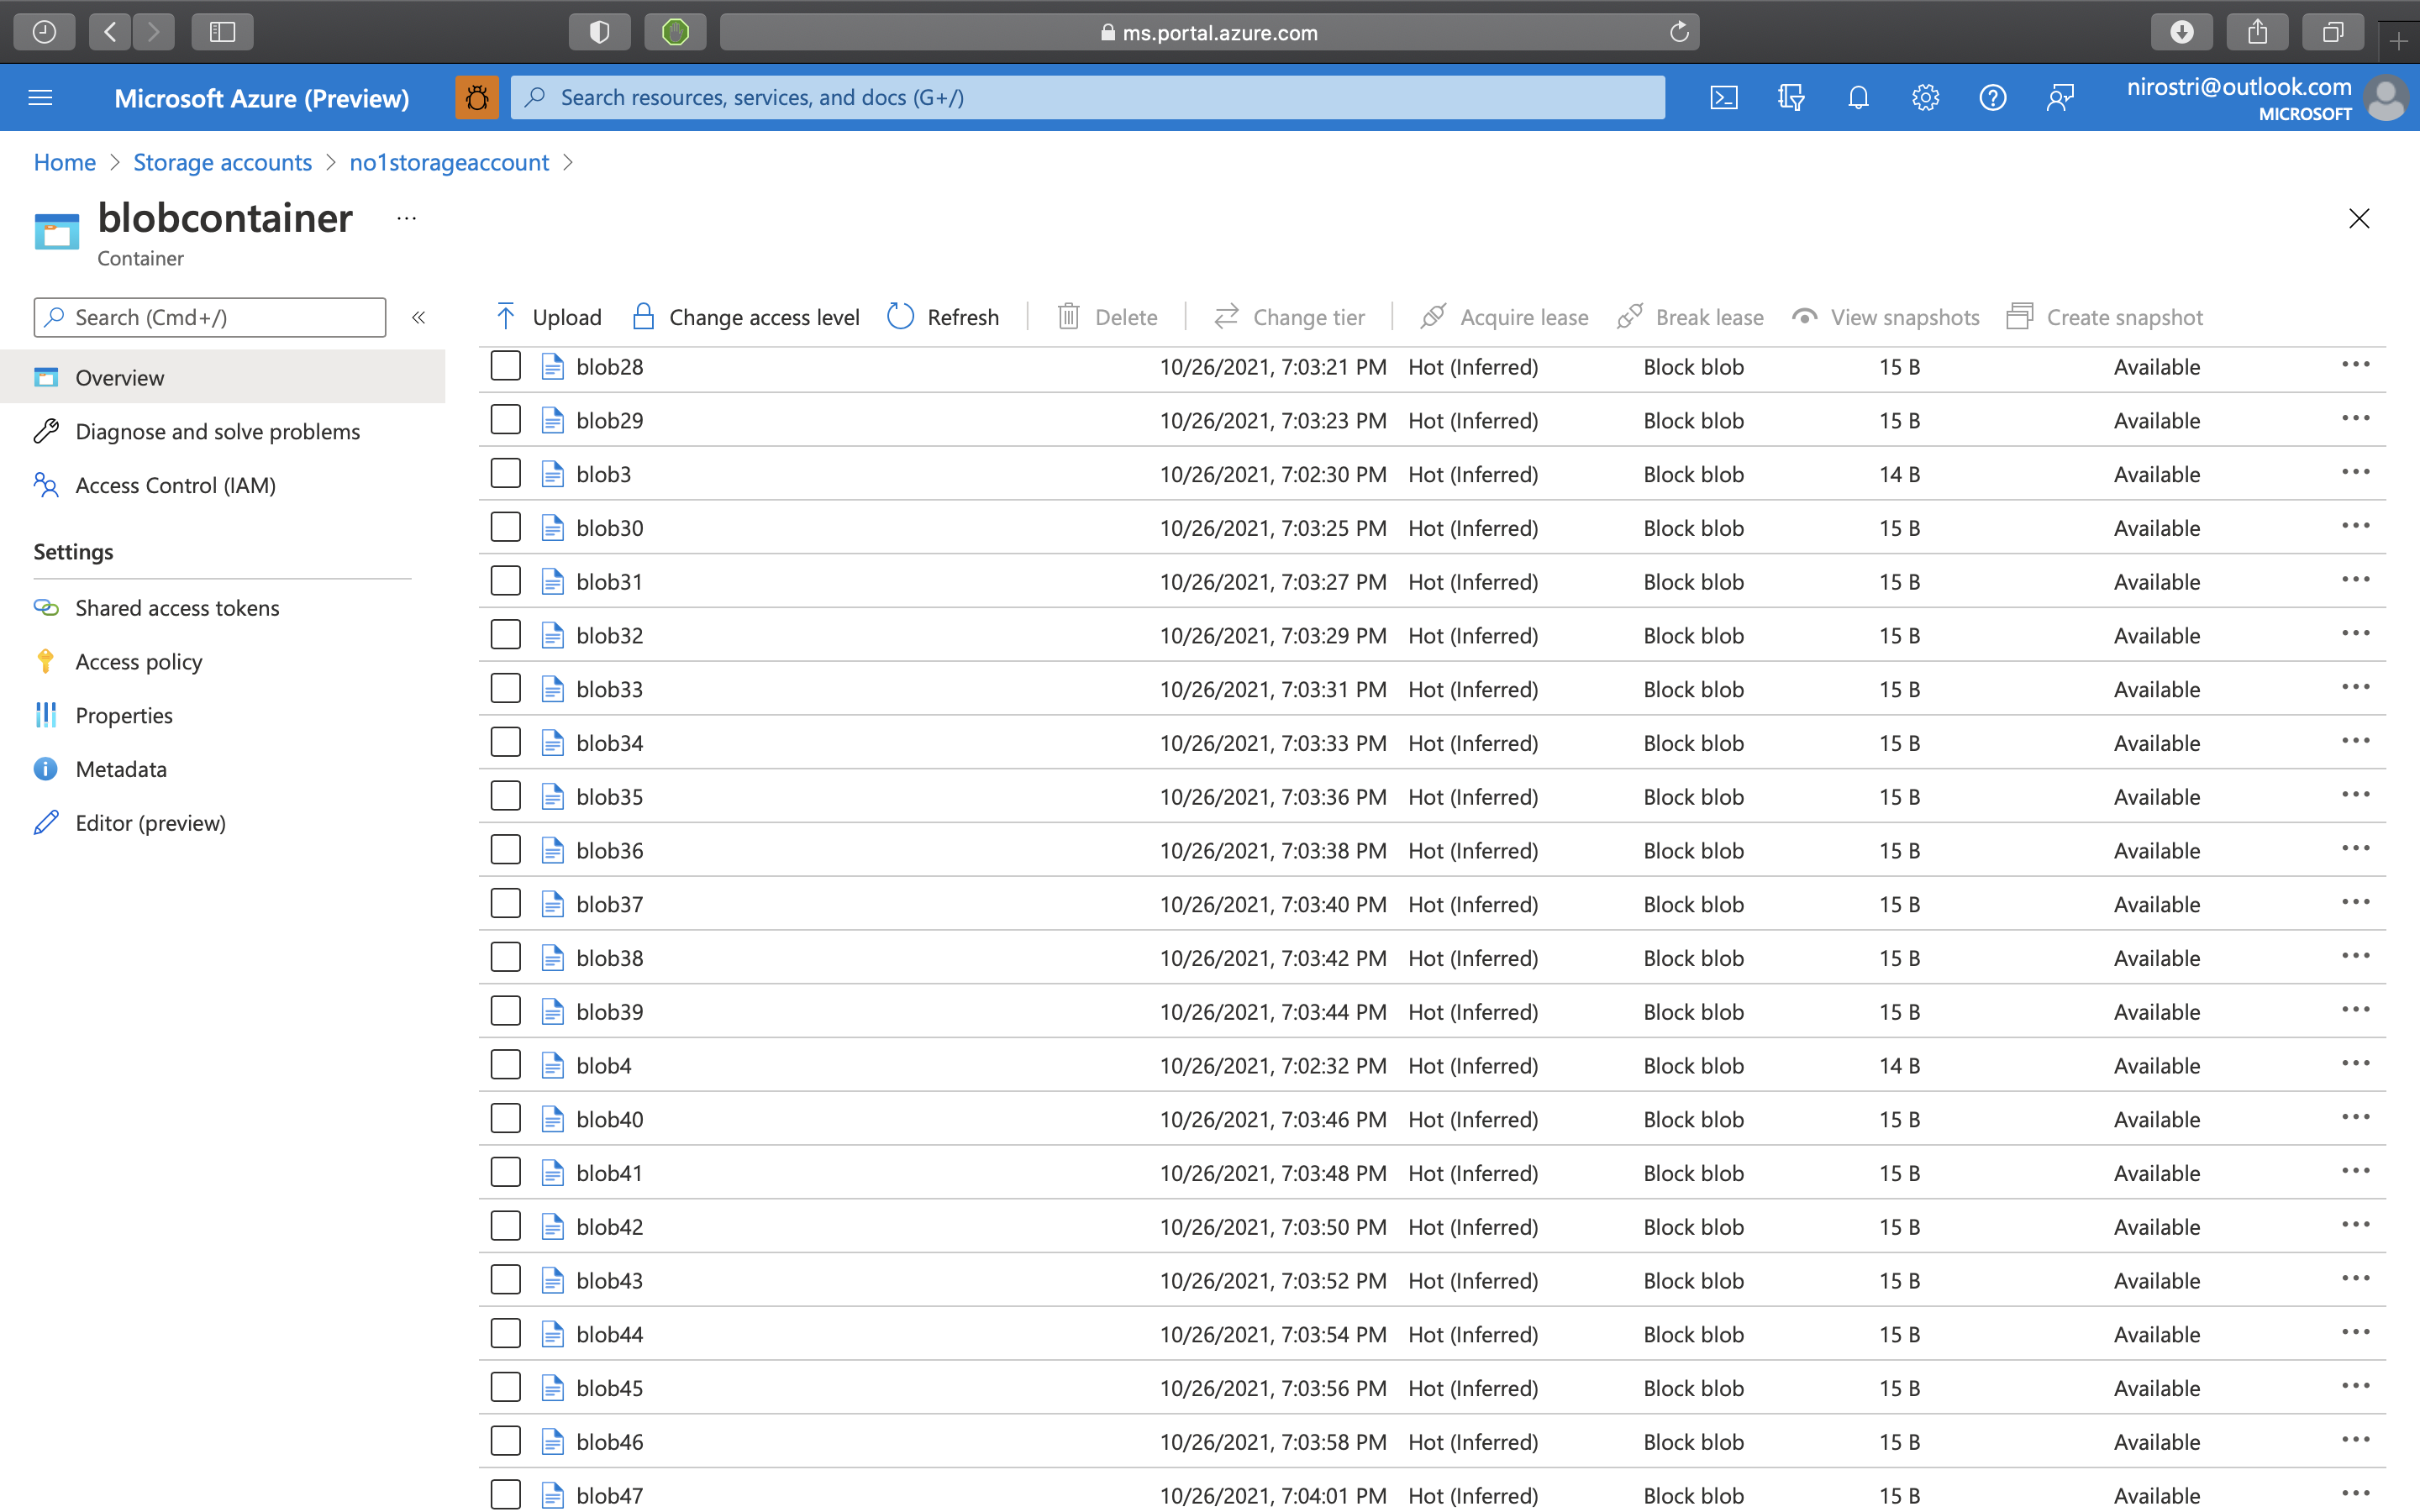 ms.portal.azure.com
Microsoft Azure (Preview)
Search resources, services, and docs (G+/)
nirostri@outlook.com
MICROSOFT
Home > Storage accounts > no1storageaccount >
blobcontainer ...
Container
Search (Cmd+/)
Overview
Diagnose and solve problems
Access Control (IAM)
Settings
Shared access tokens
Access policy
Properties
Metadata
Editor (preview)
Upload Change access level Refresh Delete Change tier Acquire lease Break lease View snapshots Create snapshot
blob28 10/26/2021, 7:03:21 PM Hot (Inferred) Block blob 15 B Available
blob29 10/26/2021, 7:03:23 PM Hot (Inferred) Block blob 15 B Available
blob3 10/26/2021, 7:02:30 PM Hot (Inferred) Block blob 14 B Available
blob30 10/26/2021, 7:03:25 PM Hot (Inferred) Block blob 15 B Available
blob31 10/26/2021, 7:03:27 PM Hot (Inferred) Block blob 15 B Available
blob32 10/26/2021, 7:03:29 PM Hot (Inferred) Block blob 15 B Available
blob33 10/26/2021, 7:03:31 PM Hot (Inferred) Block blob 15 B Available
blob34 10/26/2021, 7:03:33 PM Hot (Inferred) Block blob 15 B Available
blob35 10/26/2021, 7:03:36 PM Hot (Inferred) Block blob 15 B Available
blob36 10/26/2021, 7:03:38 PM Hot (Inferred) Block blob 15 B Available
blob37 10/26/2021, 7:03:40 PM Hot (Inferred) Block blob 15 B Available
blob38 10/26/2021, 7:03:42 PM Hot (Inferred) Block blob 15 B Available
blob39 10/26/2021, 7:03:44 PM Hot (Inferred) Block blob 15 B Available
blob4 10/26/2021, 7:02:32 PM Hot (Inferred) Block blob 14 B Available
blob40 10/26/2021, 7:03:46 PM Hot (Inferred) Block blob 15 B Available
blob41 10/26/2021, 7:03:48 PM Hot (Inferred) Block blob 15 B Available
blob42 10/26/2021, 7:03:50 PM Hot (Inferred) Block blob 15 B Available
blob43 10/26/2021, 7:03:52 PM Hot (Inferred) Block blob 15 B Available
blob44 10/26/2021, 7:03:54 PM Hot (Inferred) Block blob 15 B Available
blob45 10/26/2021, 7:03:56 PM Hot (Inferred) Block blob 15 B Available
blob46 10/26/2021, 7:03:58 PM Hot (Inferred) Block blob 15 B Available
blob47 10/26/2021, 7:04:01 PM Hot (Inferred) Block blob 15 B Available